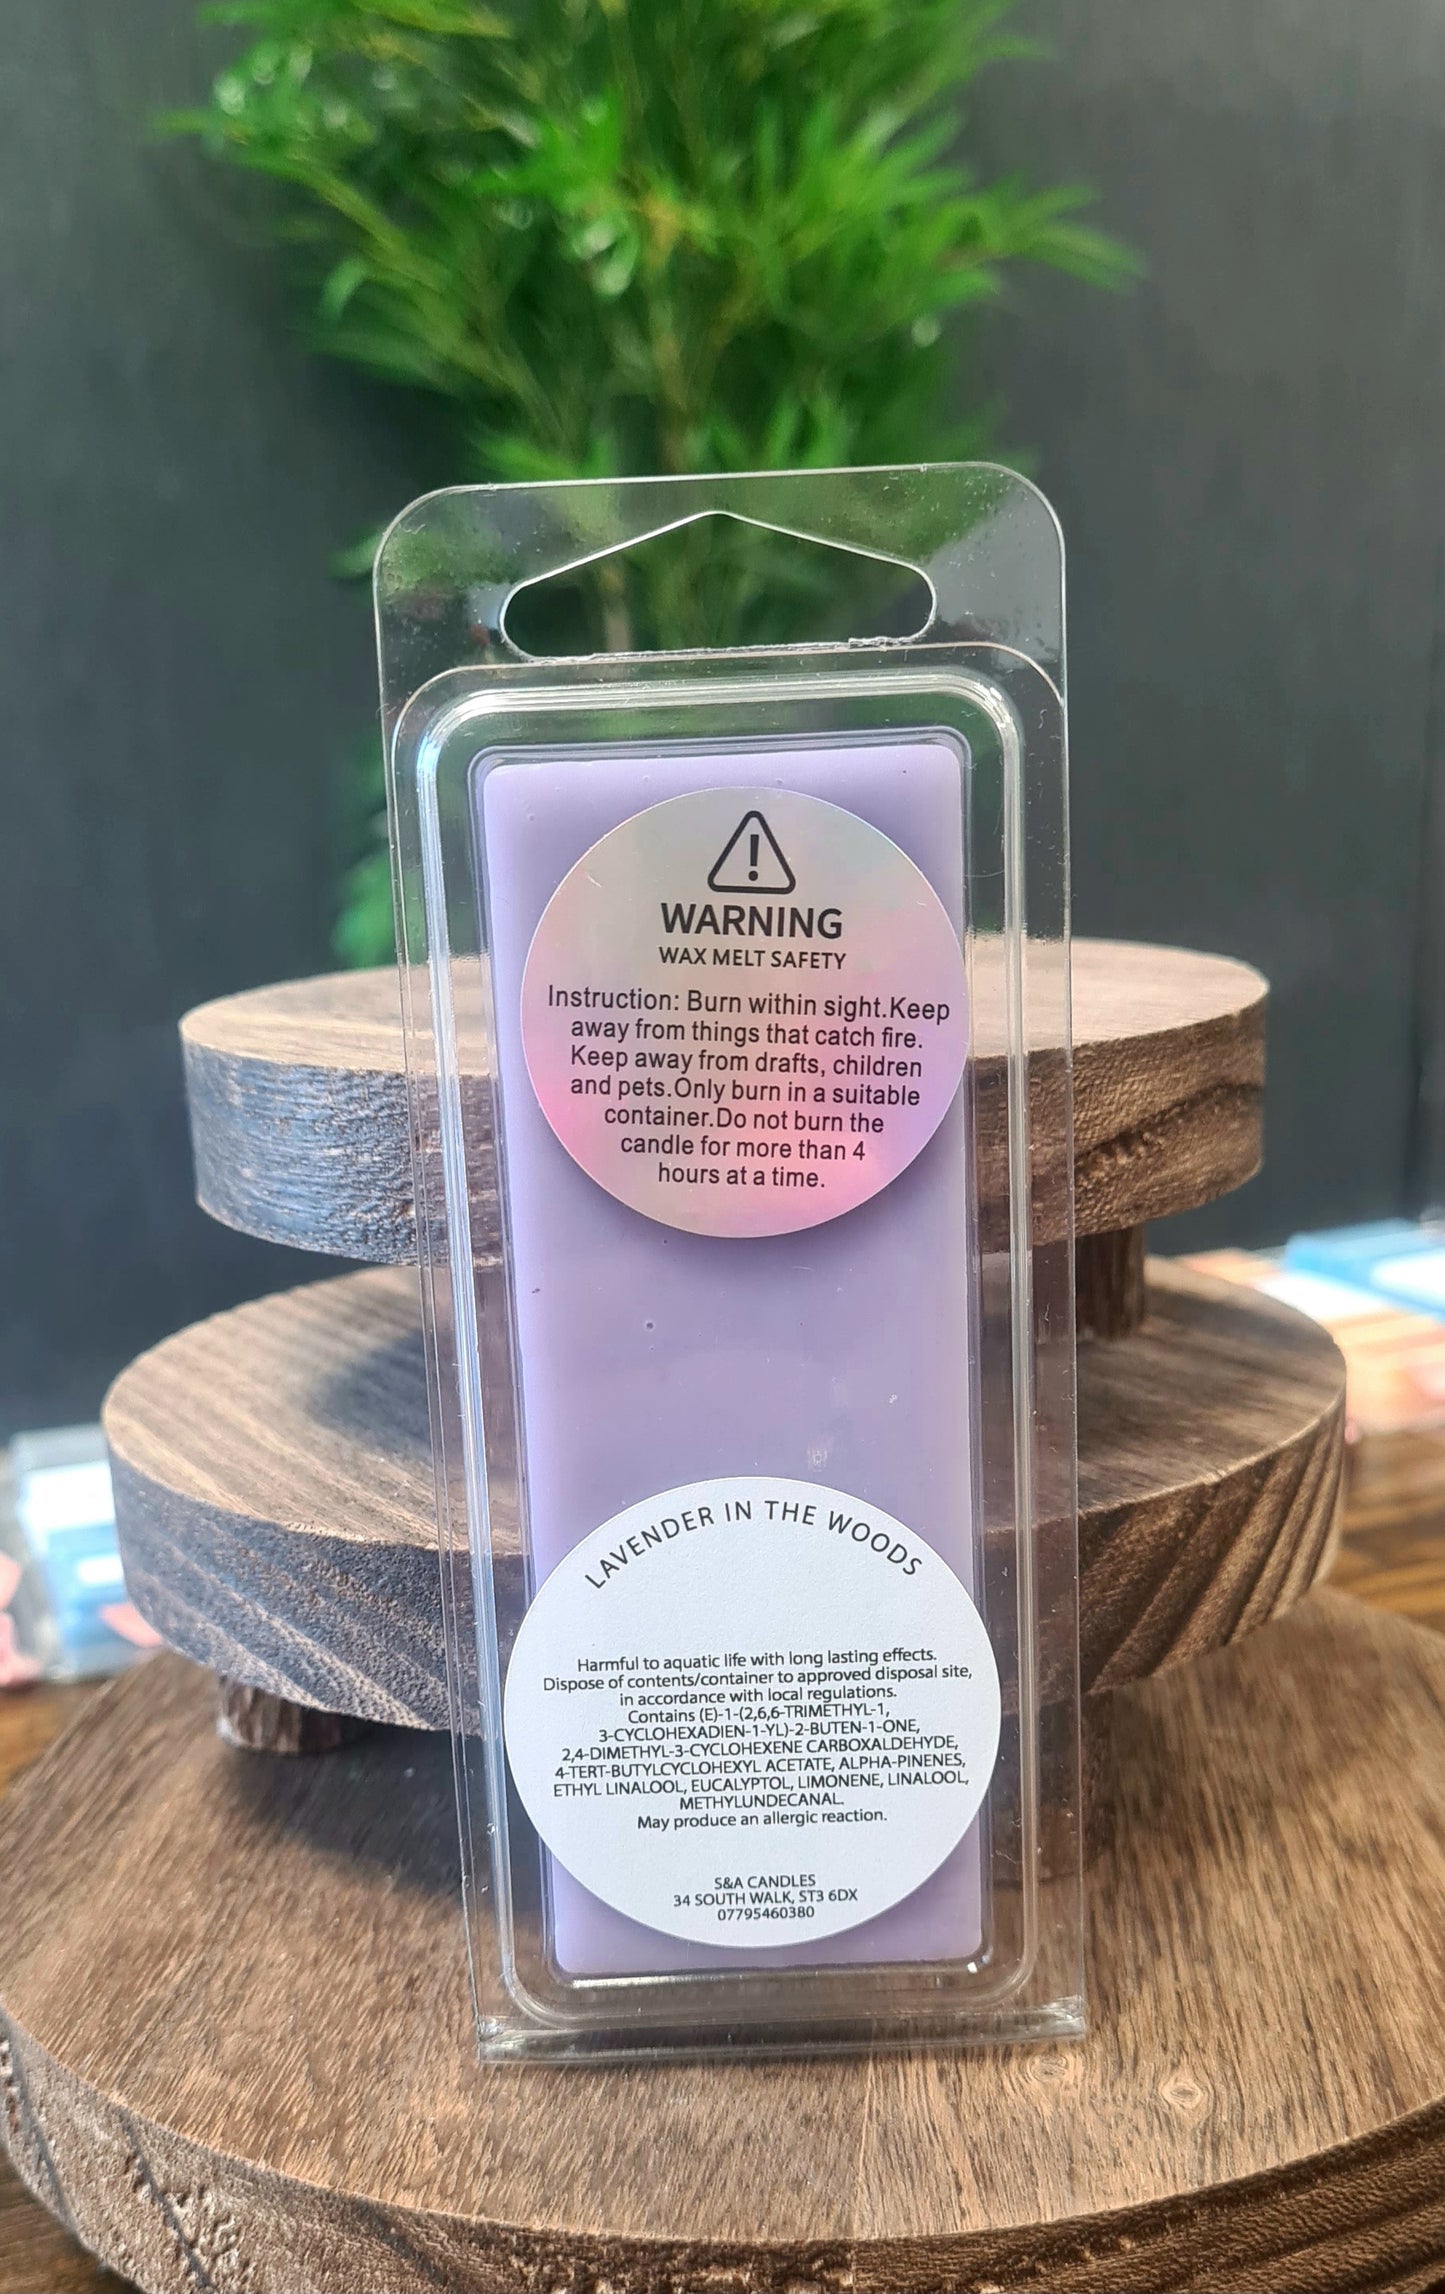 WARNING
WAX MELT SAFETY
Instruction: Burn within sight.Keep
away from things that catch fire.
Keep away from drafts, children
and pets.Only burn in a suitable
container.Do not burn the
candle for more than 4
hours at a time.
LAVENDER IN THE WOODS
Harmful to aquatic life with long lasting effects.
Dispose of contents/container to approved disposal site,
in accordance with local regulations.
Contains (E)-1-(2,6,6-TRIMETHYL-1,
3-CYCLOHEXADIEN-1-YL)-2-BUTEN-1-ONE,
2,4-DIMETHYL-3-CYCLOHEXENE CARBOXALDEHYDE,
4-TERT-BUTYLCYCLOHEXYL ACETATE, ALPHA-PINENES,
ETHYL LINALOOL, EUCALYPTOL, LIMONENE, LINALOOL,
METHYLUNDECANAL.
May produce an allergic reaction.
S&A CANDLES
34 SOUTH WALK, ST3 6DX
07795460380